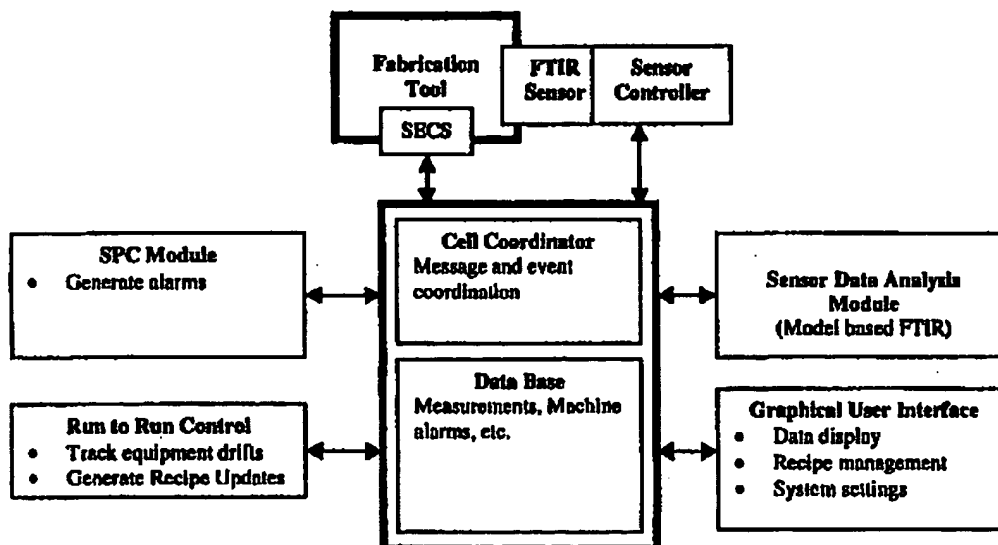 Fabrication
Tool
SECS
FTIR
Sensor
Sensor
Controller
SPC Module
• Generate alarms
Cell Coordinator
Message and event
coordination
Sensor Data Analysis
Module
(Model based FTIR)
Run to Run Control
• Track equipment drifts
• Generate Recipe Updates
Data Base
Measurements, Machine
alarms, etc.
Graphical User Interface
• Data display
• Recipe management
• System settings